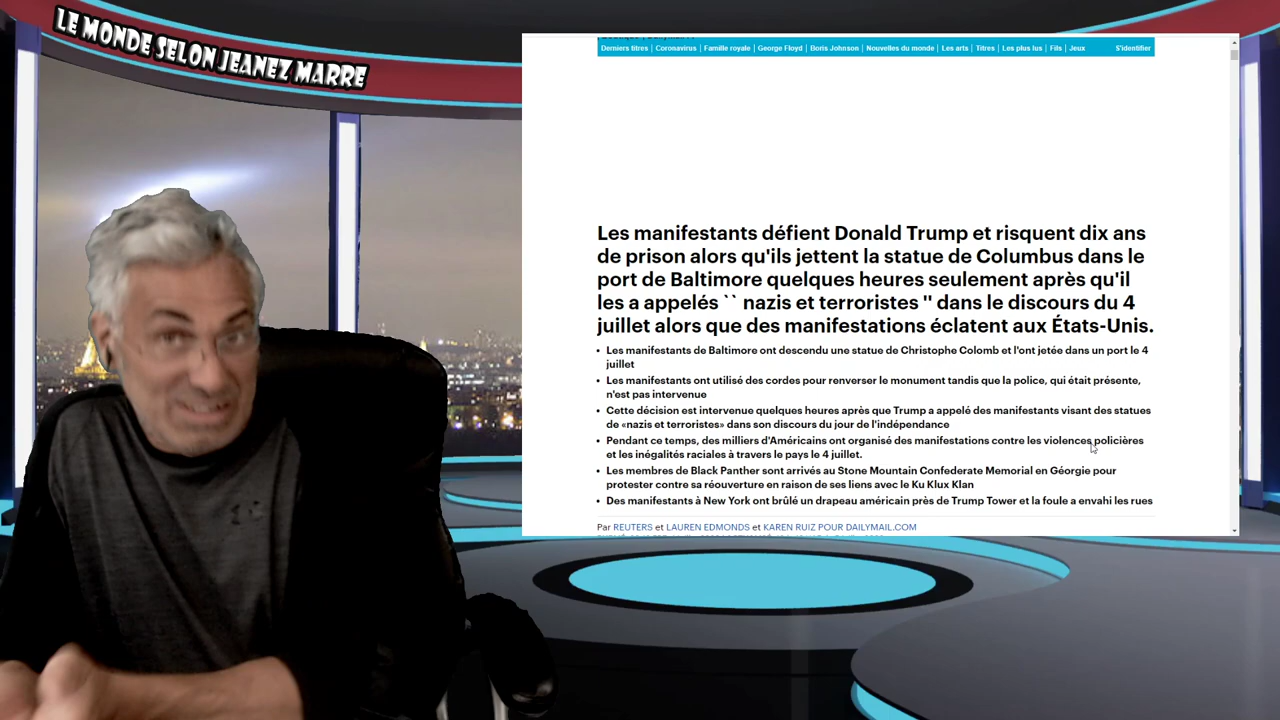 LE MONDE SELON JEANEZ MARRE
Derniers titres | Coronavirus | Famille royale | George Floyd | Boris Johnson | Nouvelles du monde | Les arts | Titres | Les plus lus | Fils | Jeux S'identifier
Les manifestants défient Donald Trump et risquent dix ans
de prison alors qu'ils jettent la statue de Columbus dans le
port de Baltimore quelques heures seulement après qu'il
les a appelés `` nazis et terroristes '' dans le discours du 4
juillet alors que des manifestations éclatent aux États-Unis.
• Les manifestants de Baltimore ont descendu une statue de Christophe Colomb et l'ont jetée dans un port le 4
juillet
• Les manifestants ont utilisé des cordes pour renverser le monument tandis que la police, qui était présente,
n'est pas intervenue
• Cette décision est intervenue quelques heures après que Trump a appelé des manifestants visant des statues
de «nazis et terroristes» dans son discours du jour de l'indépendance
• Pendant ce temps, des milliers d'Américains ont organisé des manifestations contre les violences policières
et les inégalités raciales à travers le pays le 4 juillet.
• Les membres de Black Panther sont arrivés au Stone Mountain Confederate Memorial en Géorgie pour
protester contre sa réouverture en raison de ses liens avec le Ku Klux Klan
• Des manifestants à New York ont brûlé un drapeau américain près de Trump Tower et la foule a envahi les rues
Par REUTERS et LAUREN EDMONDS et KAREN RUIZ POUR DAILYMAIL.COM